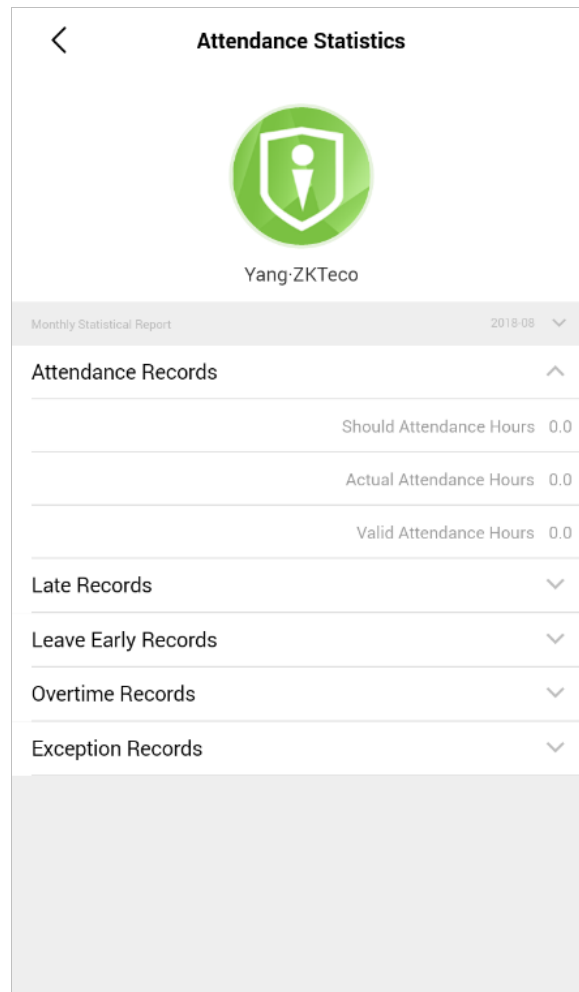 Attendance Statistics
Yang·ZKTeco
Monthly Statistical Report 2018-08
Attendance Records
Should Attendance Hours 0.0
Actual Attendance Hours 0.0
Valid Attendance Hours 0.0
Late Records
Leave Early Records
Overtime Records
Exception Records